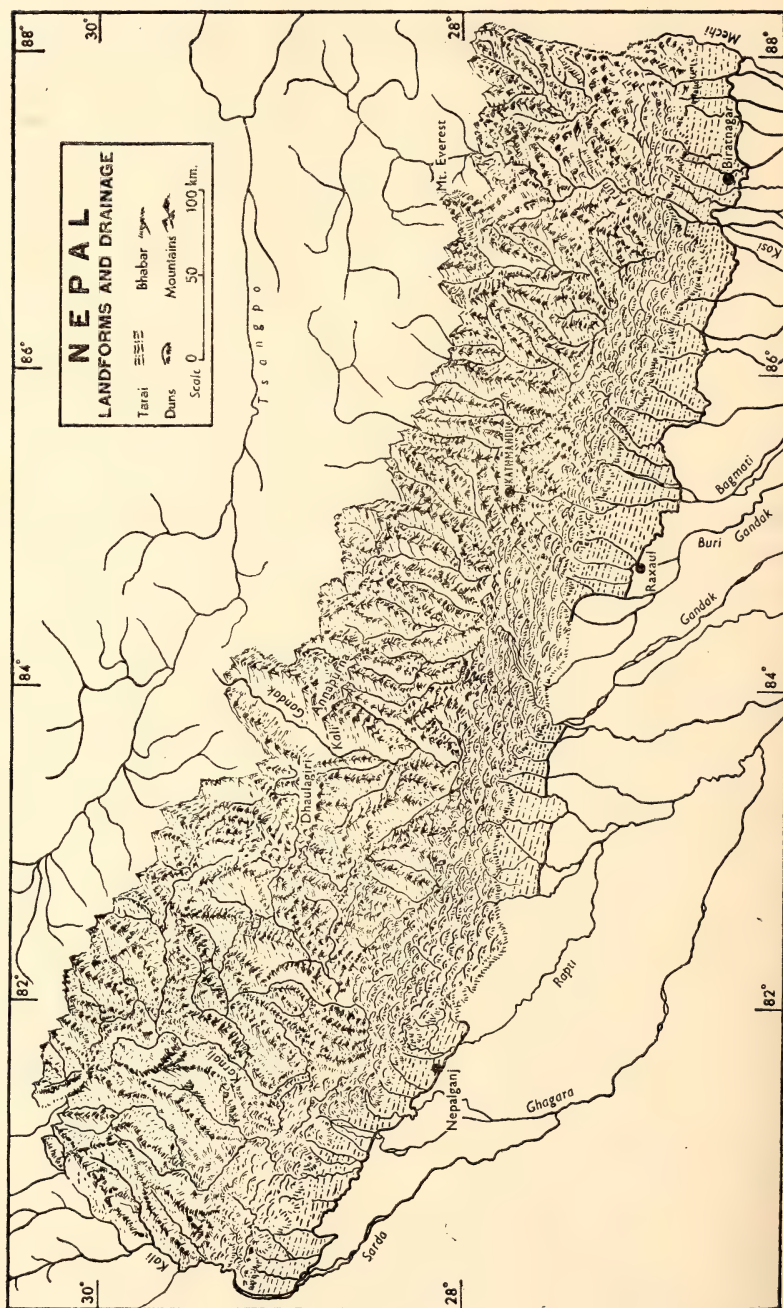 NEPAL
LANDFORMS AND DRAINAGE
Tarai
Bhabar
Duns
Mountains
Scale 0 50 100 km.
82°
84°
86°
88°
30°
30°
Tsangpo
Kali
Karnali
Dhaulagiri
Kali Gandak
Annapurna
Mt. Everest
28°
28°
KATHMANDU
Arun
Nepalganj
Sarda
Ghagara
Rapti
Gandak
Raxaul
Buri Gandak
Bagmati
Kosi
Biratnagar
Mechi
82°
84°
86°
88°